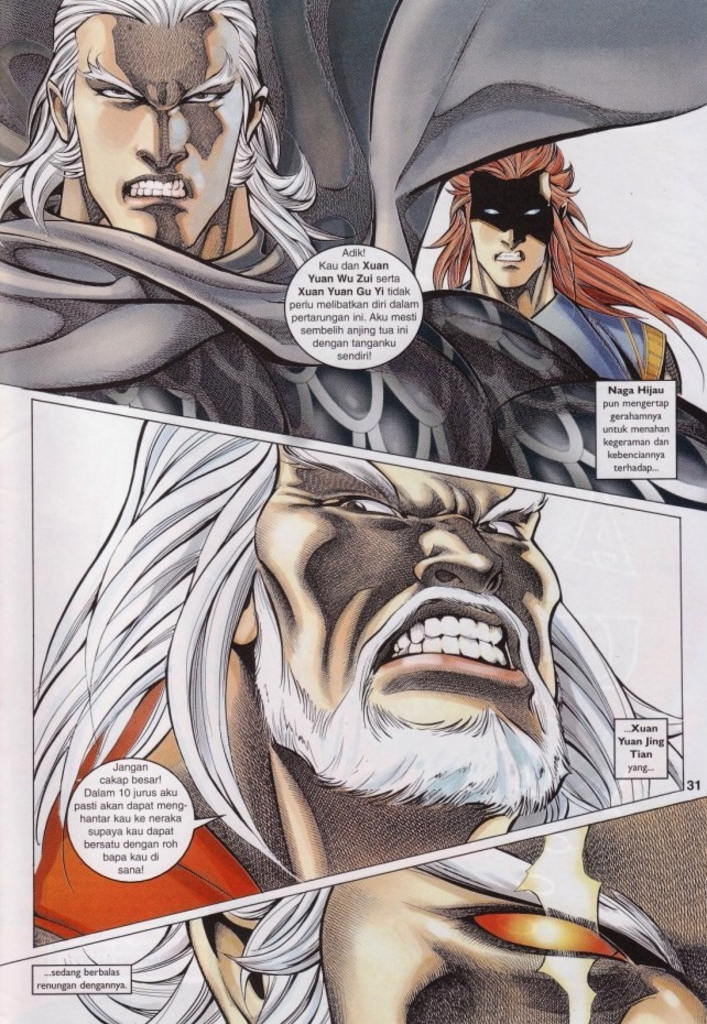 Adik!
Kau dan Xuan
Yuan Wu Zui serta
Xuan Yuan Gu Yi tidak
perlu melibatkan diri dalam
pertarungan ini. Aku mesti
sembelih anjing tua ini
dengan tanganku
sendiri!
Naga Hijau
pun mengertap
gerahamnya
untuk menahan
kegeraman dan
kebenciannya
terhadap...
...Xuan
Yuan Jing
Tian
yang...
31
Jangan
cakap besar!
Dalam 10 jurus aku
pasti akan dapat meng-
hantar kau ke neraka
supaya kau dapat
bersatu dengan roh
bapa kau di
sana!
...sedang berbalas
renungan dengannya.